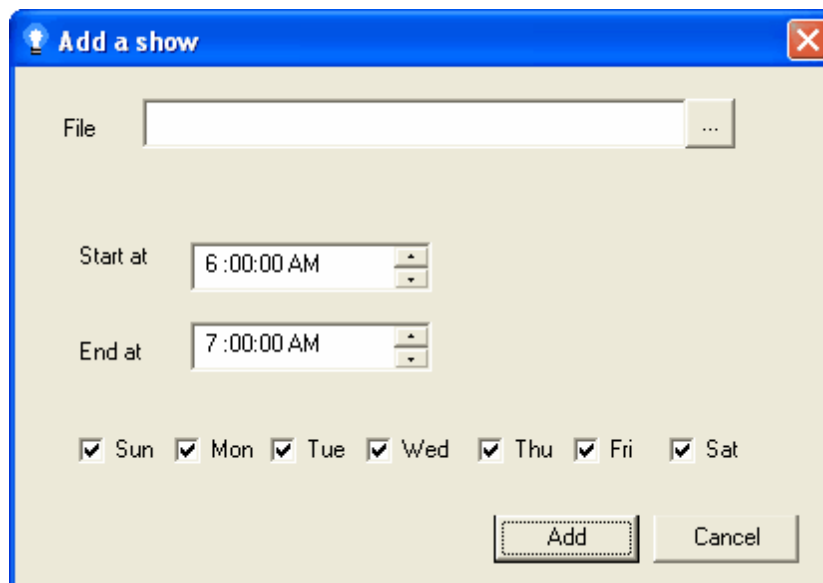 Add a show
File ...
Start at 6 :00:00 AM
End at 7 :00:00 AM
Sun Mon Tue Wed Thu Fri Sat
Add Cancel